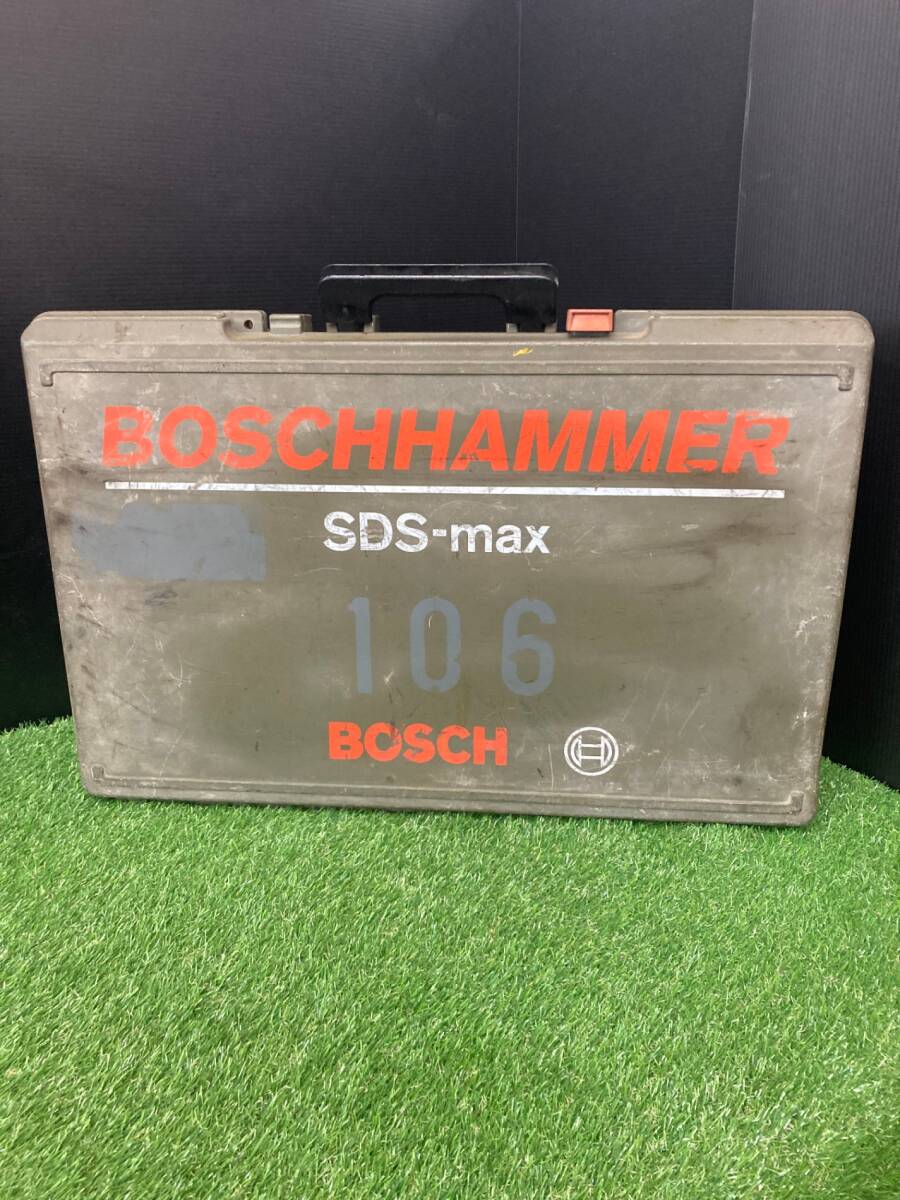 BOSCHHAMMER
SDS-max
106
BOSCH